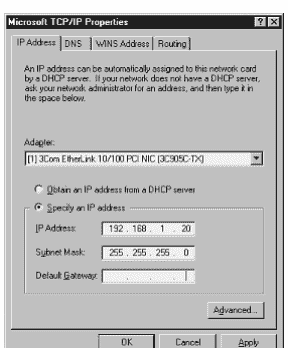 Microsoft TCP/IP Properties
IP Address DNS WINS Address Routing
An IP address can be automatically assigned to this network card
by a DHCP server. If your network does not have a DHCP server,
ask your network administrator for an address, and then type it in
the space below.
Adapter:
[1] 3Com EtherLink 10/100 PCI NIC (3C905C-TX)
Obtain an IP address from a DHCP server
Specify an IP address
IP Address: 192 . 168 . 1 . 20
Subnet Mask: 255 . 255 . 255 . 0
Default Gateway: . . .
Advanced...
OK Cancel Apply